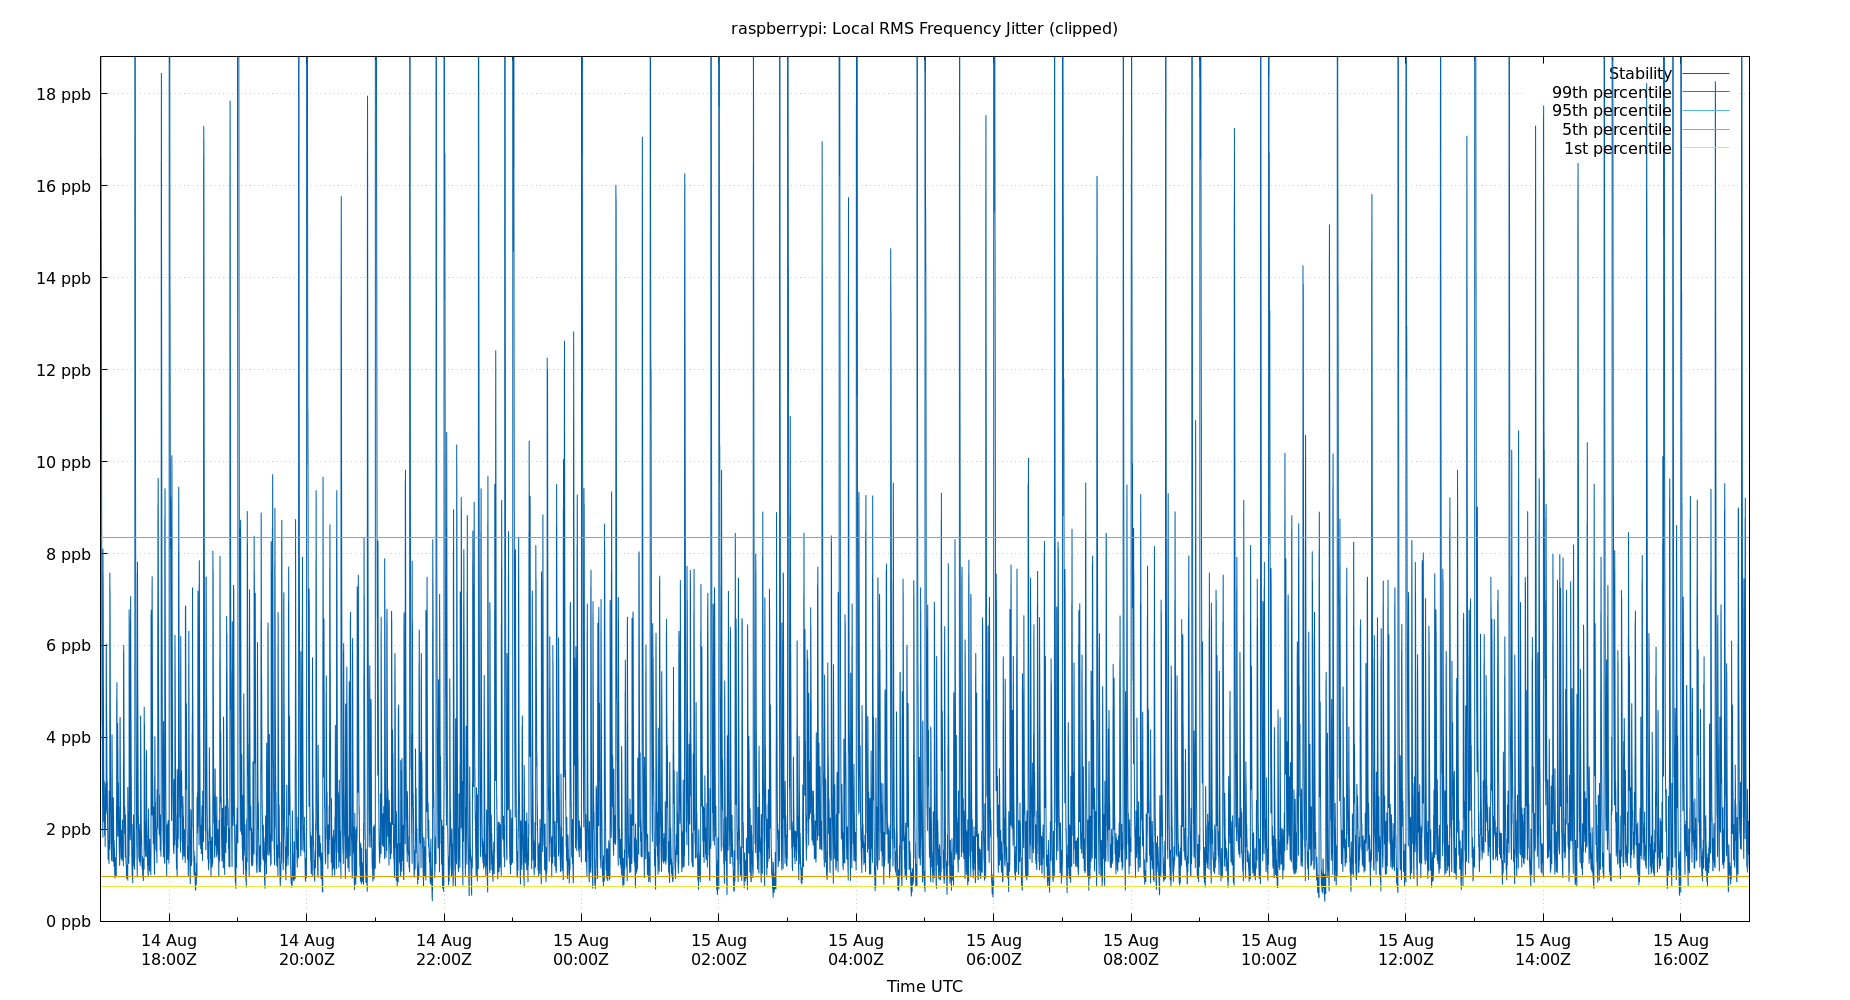 raspberrypi: Local RMS Frequency Jitter (clipped)
Stability
99th percentile
95th percentile
5th percentile
1st percentile
18 ppb
16 ppb
14 ppb
12 ppb
10 ppb
8 ppb
6 ppb
4 ppb
2 ppb
0 ppb
14 Aug 14 Aug 14 Aug 15 Aug 15 Aug 15 Aug 15 Aug 15 Aug 15 Aug 15 Aug 15 Aug 15 Aug
18:00Z 20:00Z 22:00Z 00:00Z 02:00Z 04:00Z 06:00Z 08:00Z 10:00Z 12:00Z 14:00Z 16:00Z
Time UTC